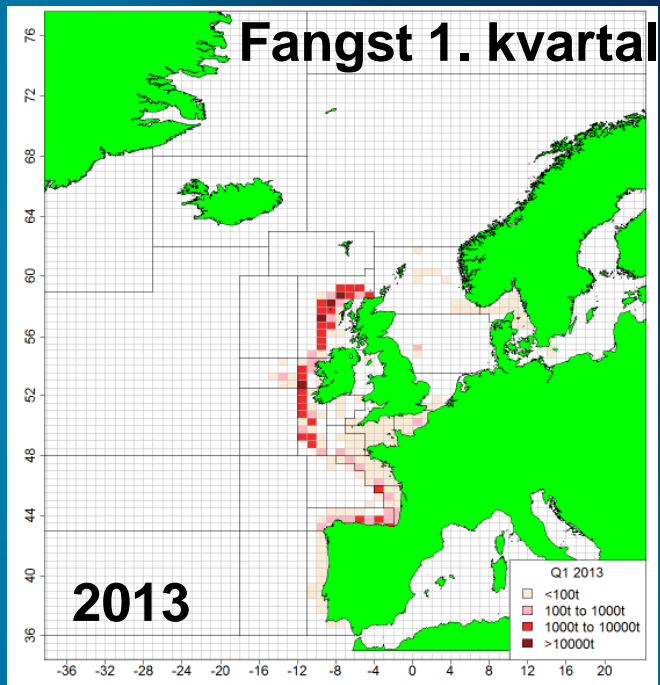 Fangst 1. kvartal
76
72
68
64
60
56
52
48
44
40
36
2013
Q1 2013
<100t
100t to 1000t
1000t to 10000t
>10000t
-36 -32 -28 -24 -20 -16 -12 -8 -4 0 4 8 12 16 20